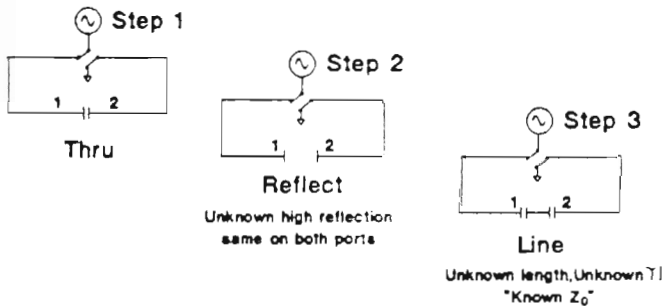 Step 1
1 2
Thru
Step 2
1 2
Reflect
Unknown high reflection
same on both ports
Step 3
1 2
Line
Unknown length, Unknown
"Known Z₀"